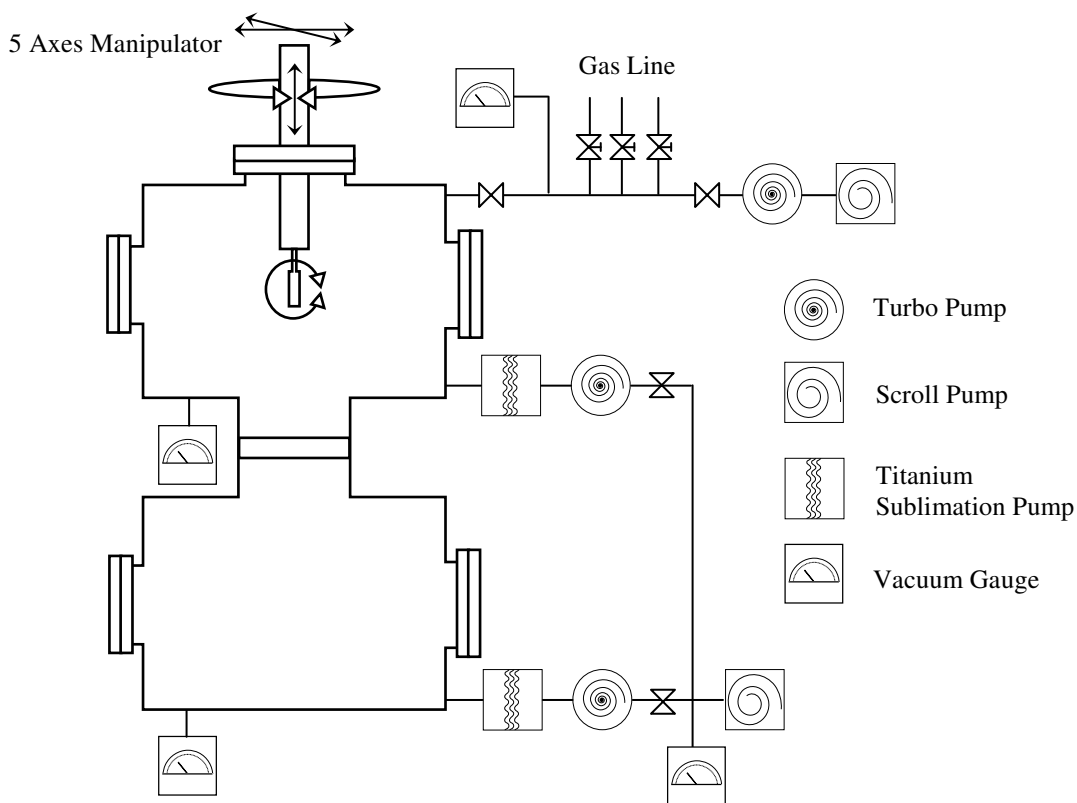 5 Axes Manipulator
Gas Line
Turbo Pump
Scroll Pump
Titanium
Sublimation Pump
Vacuum Gauge